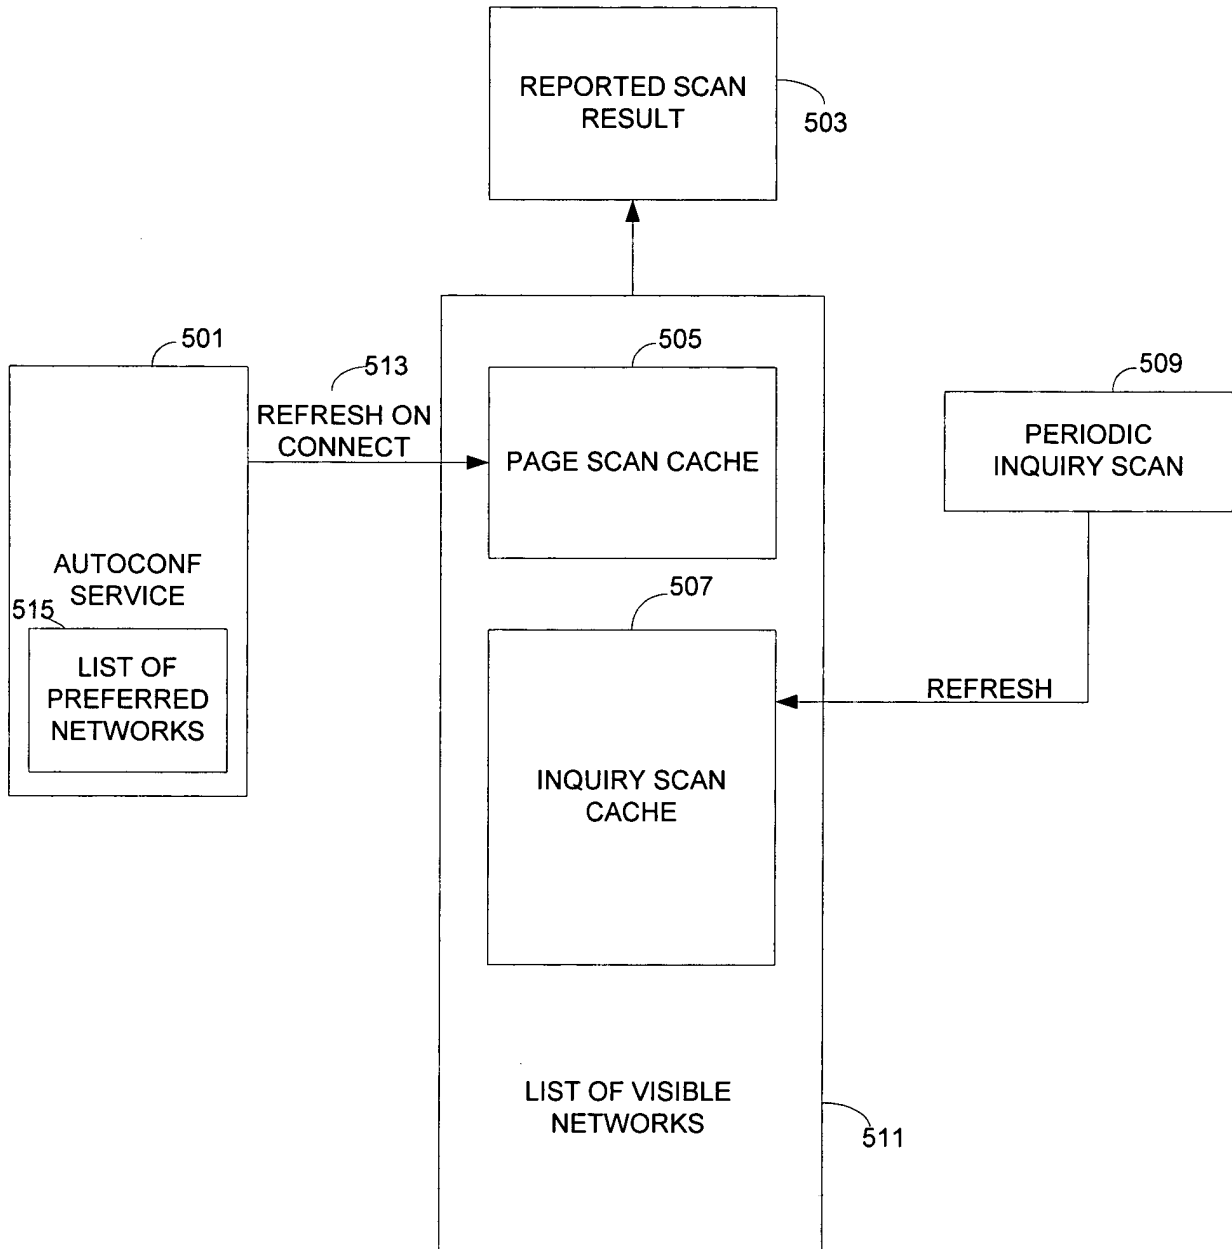 REPORTED SCAN
RESULT
503
501
513
REFRESH ON
CONNECT
505
PAGE SCAN CACHE
509
PERIODIC
INQUIRY SCAN
AUTOCONF
SERVICE
515
LIST OF
PREFERRED
NETWORKS
507
REFRESH
INQUIRY SCAN
CACHE
LIST OF VISIBLE
NETWORKS
511